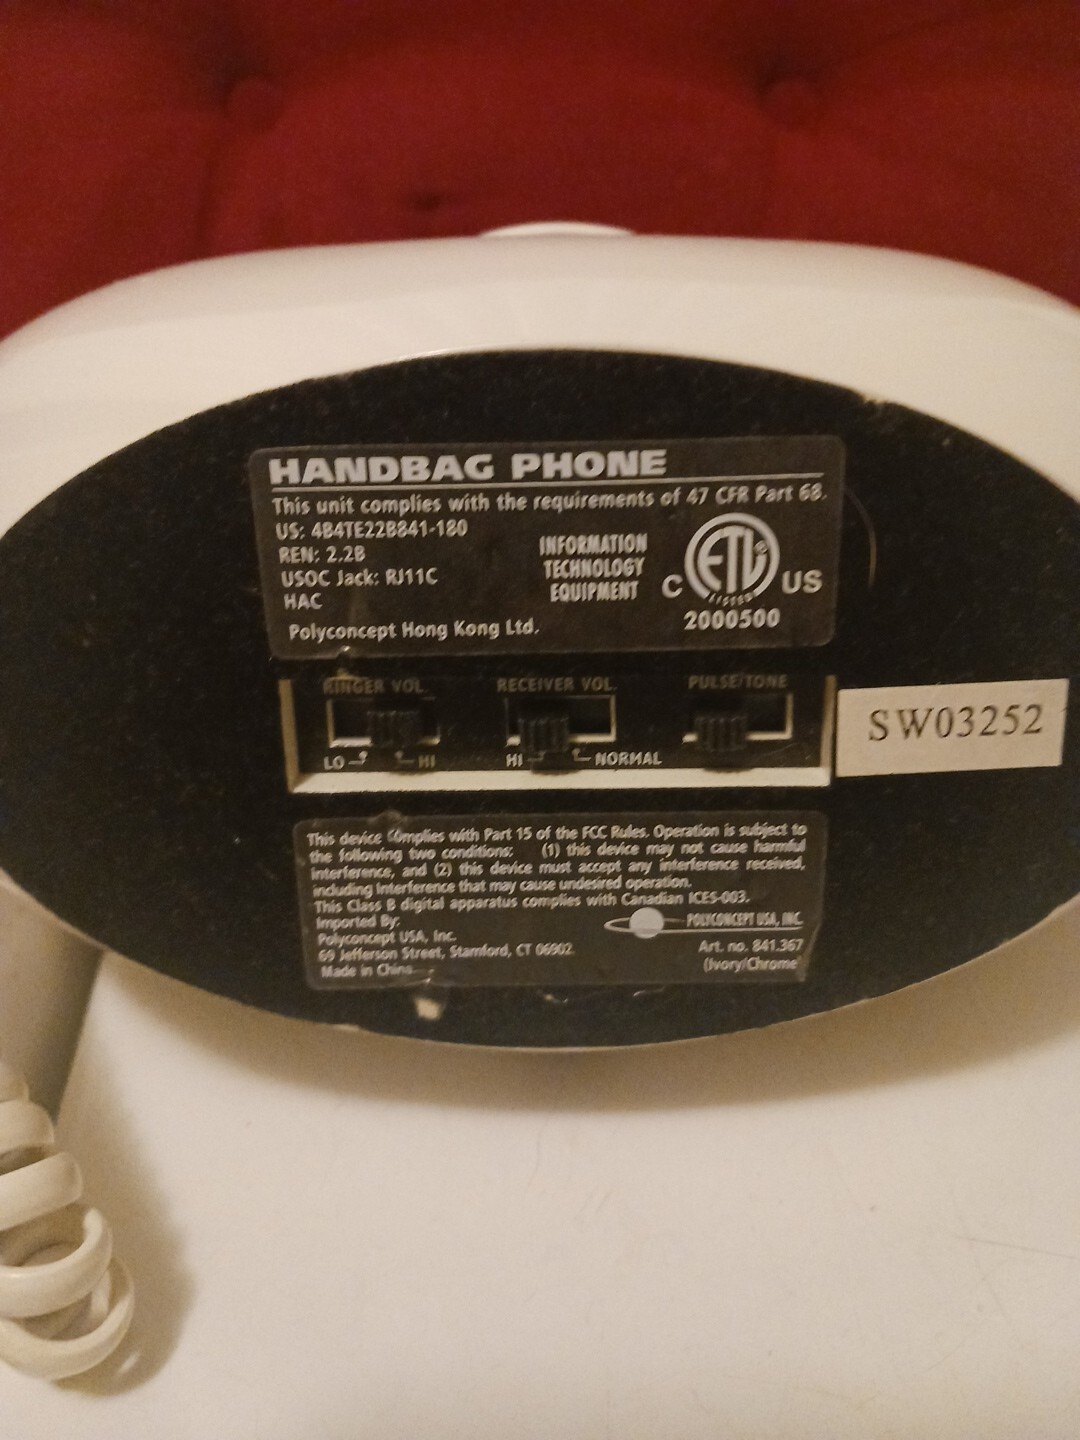 HANDBAG PHONE
This unit complies with the requirements of 47 CFR Part 68.
US: 4B4TE22B841-180
REN: 2.2B
USOC Jack: RJ11C
HAC
Polyconcept Hong Kong Ltd.
INFORMATION
TECHNOLOGY
EQUIPMENT
C ETL® US
LISTED
2000500
RINGER VOL. RECEIVER VOL. PULSE/TONE
LO HI HI NORMAL
SW03252
This device Complies with Part 15 of the FCC Rules. Operation is subject to
the following two conditions: (1) this device may not cause harmful
interference, and (2) this device must accept any interference received,
including interference that may cause undesired operation.
This Class B digital apparatus complies with Canadian ICES-003.
Imported By:
Polyconcept USA, Inc.
69 Jefferson Street, Stamford, CT 06902
Made in China
POLYCONCEPT USA, INC.
Art. no. 841.367
(Ivory/Chrome)